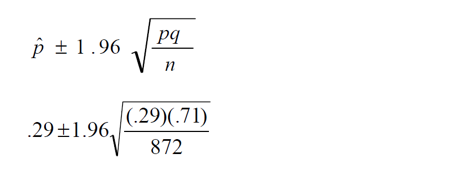 p̂ ± 1.96 √(pq/n)
.29±1.96√((.29)(.71)/872)